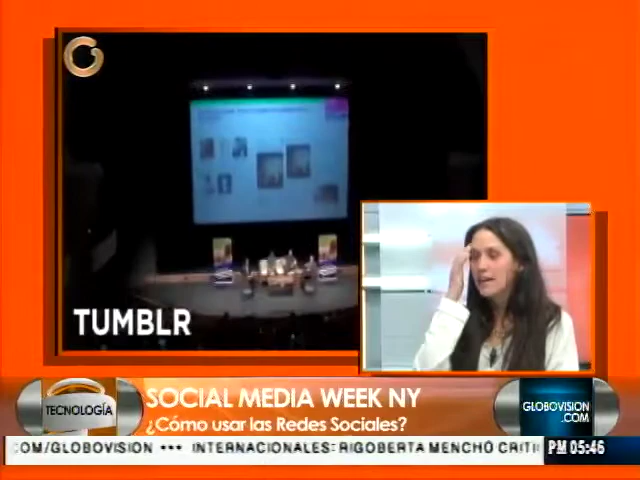 TUMBLR
TECNOLOGÍA
SOCIAL MEDIA WEEK NY
¿Cómo usar las Redes Sociales?
GLOBOVISION
.COM
COM/GLOBOVISION ••• INTERNACIONALES: RIGOBERTA MENCHÚ CRITI
PM 05:46